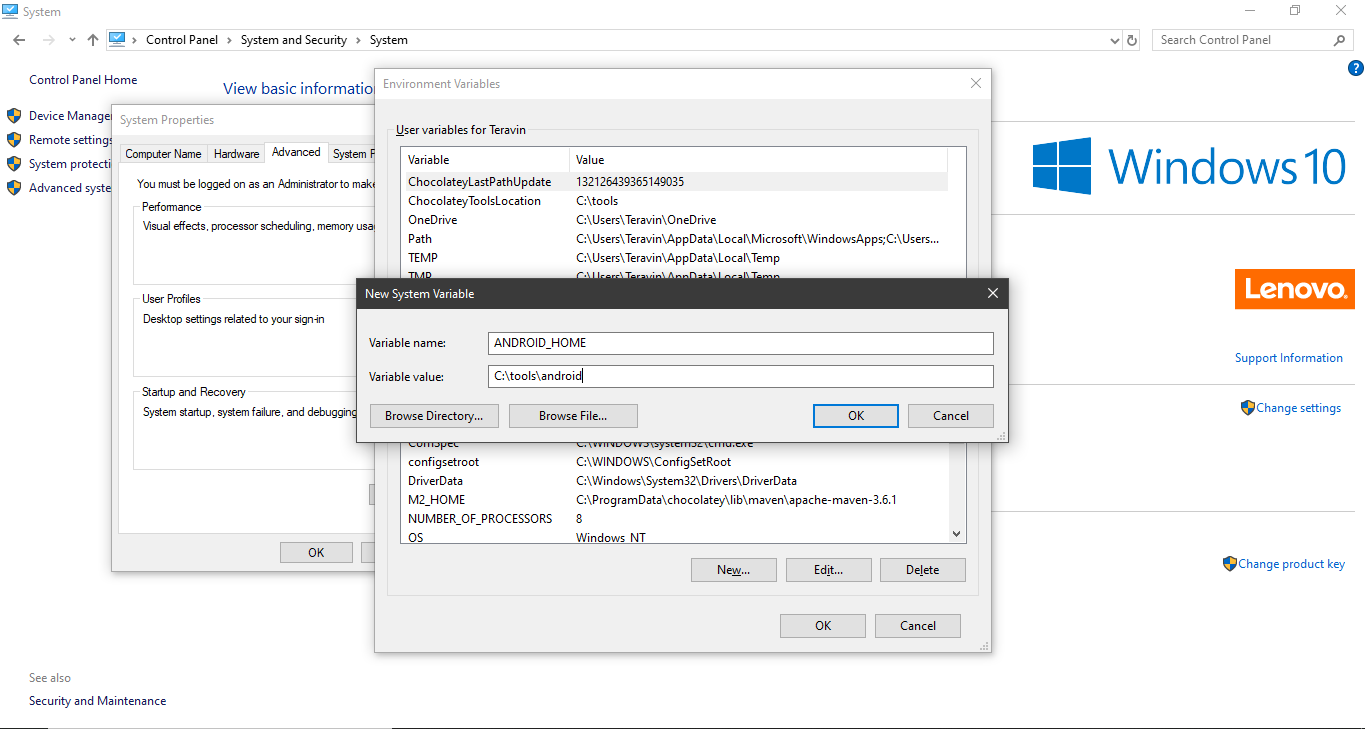 System
Control Panel > System and Security > System
Search Control Panel
Control Panel Home
Device Manage
Remote settings
System protecti
Advanced syste
See also
Security and Maintenance
View basic informatio
System Properties
Computer Name
Hardware
Advanced
System P
You must be logged on as an Administrator to make
Performance
Visual effects, processor scheduling, memory usa
User Profiles
Desktop settings related to your sign-in
Startup and Recovery
System startup, system failure, and debugging
OK
Environment Variables
User variables for Teravin
Variable Value
ChocolateyLastPathUpdate 132126439365149035
ChocolateyToolsLocation C:\tools
OneDrive C:\Users\Teravin\OneDrive
Path C:\Users\Teravin\AppData\Local\Microsoft\WindowsApps;C:\Users...
TEMP C:\Users\Teravin\AppData\Local\Temp
TMP C:\Users\Teravin\AppData\Local\Temp
New System Variable
Variable name: ANDROID_HOME
Variable value: C:\tools\android
Browse Directory... Browse File... OK Cancel
ComSpec C:\WINDOWS\system32\cmd.exe
configsetroot C:\WINDOWS\ConfigSetRoot
DriverData C:\Windows\System32\Drivers\DriverData
M2_HOME C:\ProgramData\chocolatey\lib\maven\apache-maven-3.6.1
NUMBER_OF_PROCESSORS 8
OS Windows_NT
New... Edit... Delete
OK Cancel
?
Windows 10
Lenovo.
Support Information
Change settings
Change product key